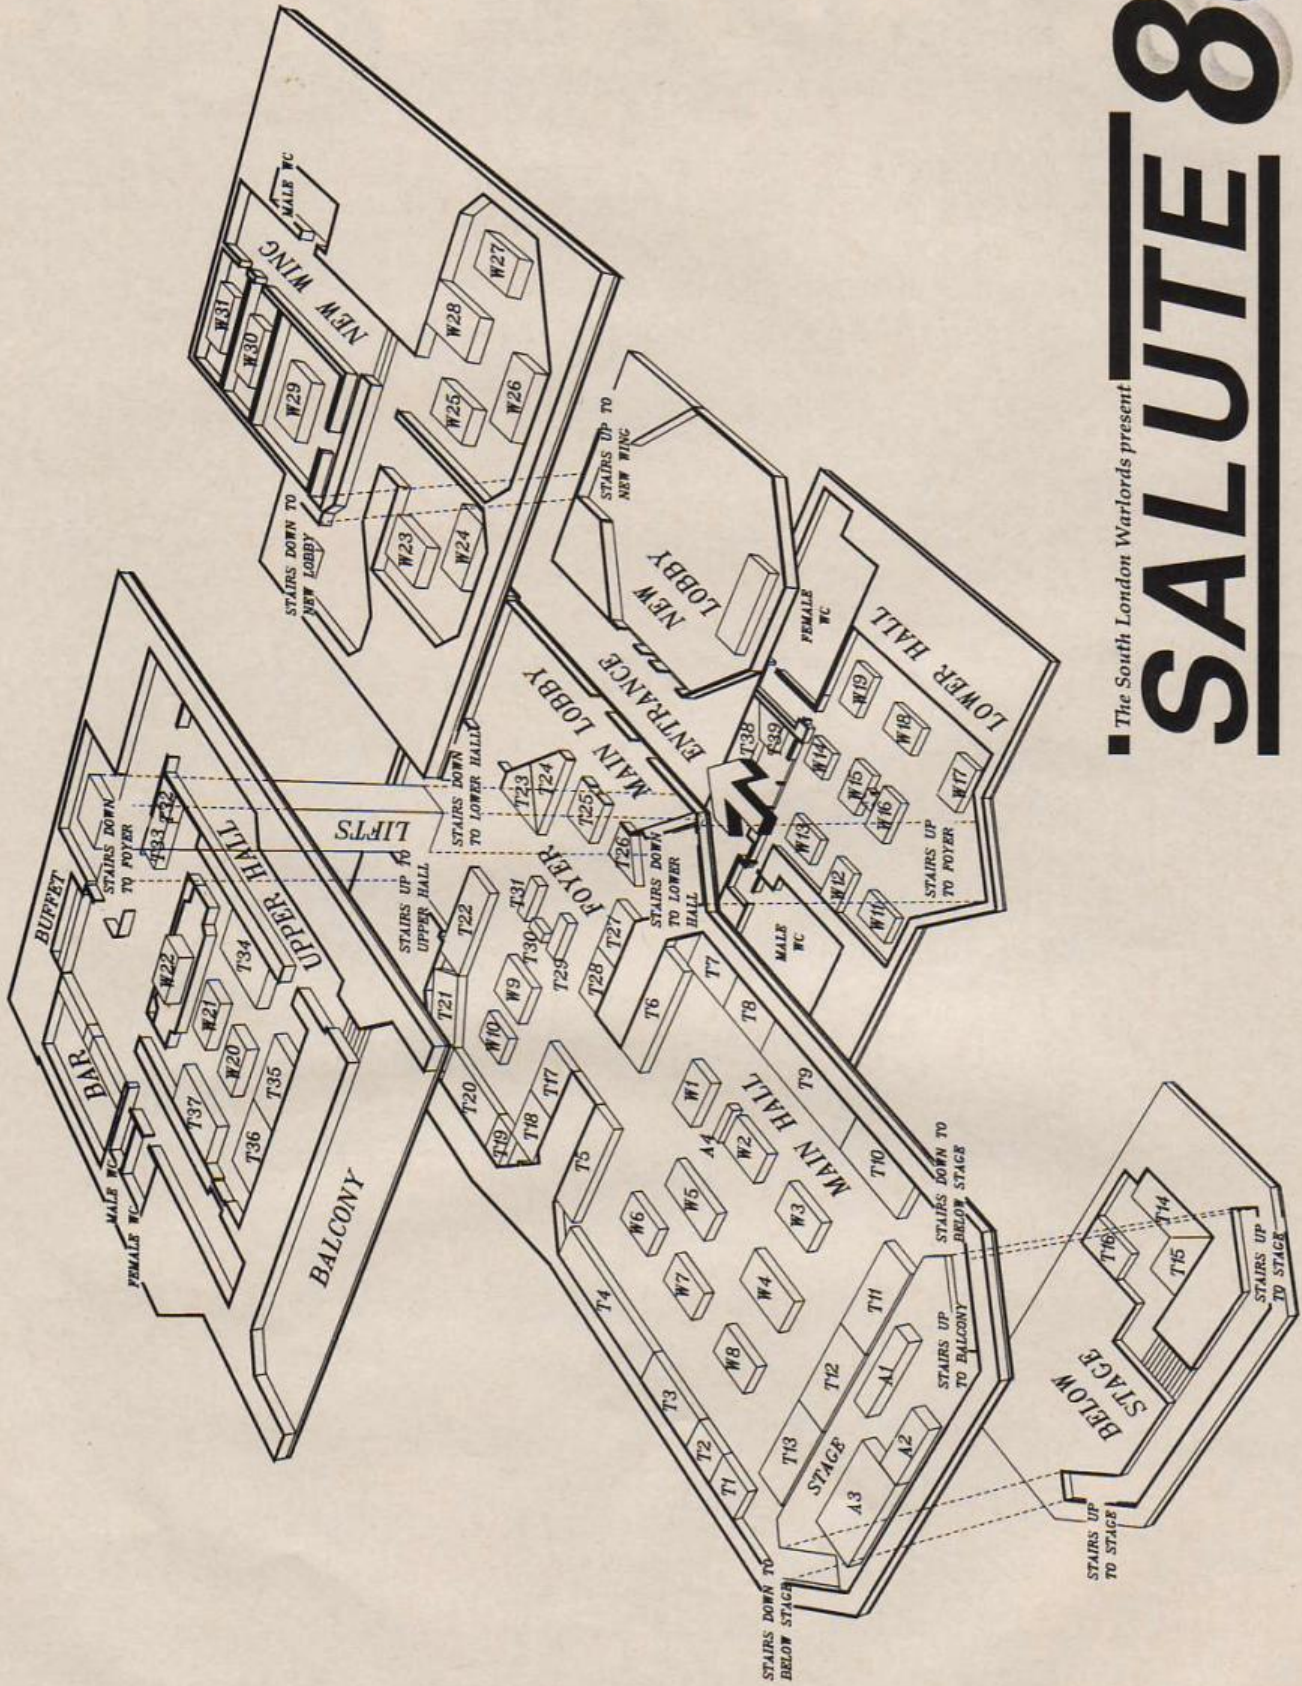 The South London Warlords present
SALUTE 8
BUFFET
BAR
MALE WC
FEMALE WC
STAIRS DOWN
TO FOYER
T32
T33
UPPER HALL
W22
T34
W21
W20
T35
T37
T36
BALCONY
MALE WC
NEW WING
W31
W30
W29
W28
W27
W25
W26
W23
W24
STAIRS DOWN TO
NEW LOBBY
LIFTS
STAIRS UP TO
UPPER HALL
STAIRS DOWN
TO LOWER HALL
MAIN LOBBY
ENTRANCE
NEW
LOBBY
STAIRS UP TO
NEW WING
IN
T23
T24
T25
T26
FOYER
T31
T30
T29
T22
T21
W9
W10
T20
T19
T18
T17
T27
T28
STAIRS DOWN
TO LOWER
HALL
FEMALE
WC
LOWER HALL
T38
T39
W14
W19
W18
W15
W16
W17
W13
W12
W11
MALE
WC
STAIRS UP
TO FOYER
T5
T6
T7
T8
T9
T10
W1
A4
W2
W5
W6
W3
W7
W4
W8
MAIN HALL
T4
T3
T2
T1
T11
T12
T13
STAGE
A1
A2
A3
STAIRS UP
TO BALCONY
STAIRS DOWN TO
BELOW STAGE
STAIRS DOWN TO
BELOW STAGE
BELOW
STAGE
T16
T14
T15
STAIRS UP
TO STAGE
STAIRS UP
TO STAGE